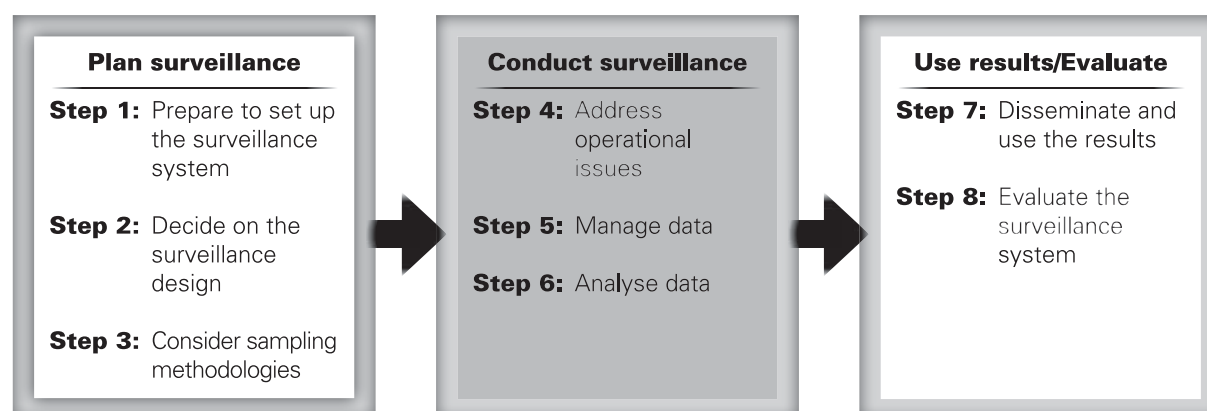 Plan surveillance
Step 1: Prepare to set up
the surveillance
system
Step 2: Decide on the
surveillance
design
Step 3: Consider sampling
methodologies
Conduct surveillance
Step 4: Address
operational
issues
Step 5: Manage data
Step 6: Analyse data
Use results/Evaluate
Step 7: Disseminate and
use the results
Step 8: Evaluate the
surveillance
system